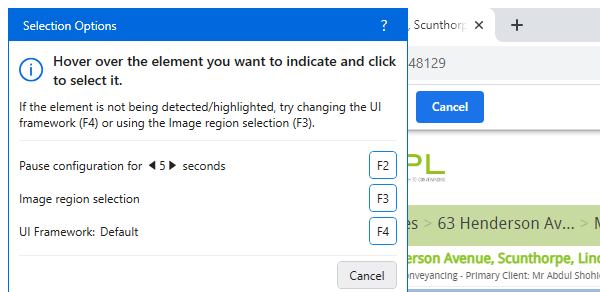 Selection Options ?
, Scunthorpe
Hover over the element you want to indicate and click
to select it.
48129
If the element is not being detected/highlighted, try changing the UI
framework (F4) or using the Image region selection (F3).
Cancel
Pause configuration for 5 seconds F2
PL
Image region selection F3
es > 63 Henderson Av... >
UI Framework: Default F4
erson Avenue, Scunthorpe, Linc
nveyancing - Primary Client: Mr Abdul Shohi
Cancel